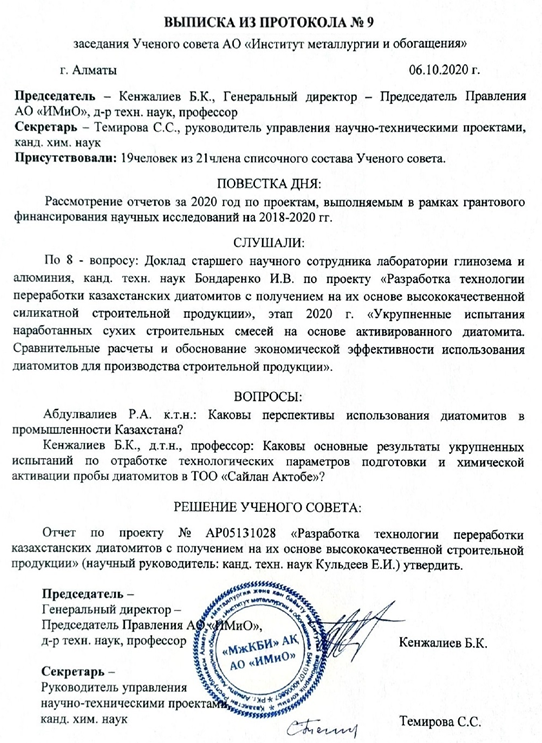 ВЫПИСКА ИЗ ПРОТОКОЛА № 9
заседания Ученого совета АО «Институт металлургии и обогащения»
г. Алматы 06.10.2020 г.
Председатель – Кенжалиев Б.К., Генеральный директор – Председатель Правления
АО «ИМиО», д-р техн. наук, профессор
Секретарь – Темирова С.С., руководитель управления научно-техническими проектами,
канд. хим. наук
Присутствовали: 19человек из 21члена списочного состава Ученого совета.
ПОВЕСТКА ДНЯ:
Рассмотрение отчетов за 2020 год по проектам, выполняемым в рамках грантового
финансирования научных исследований на 2018-2020 гг.
СЛУШАЛИ:
По 8 - вопросу: Доклад старшего научного сотрудника лаборатории глинозема и
алюминия, канд. техн. наук Бондаренко И.В. по проекту «Разработка технологии
переработки казахстанских диатомитов с получением на их основе высококачественной
силикатной строительной продукции», этап 2020 г. «Укрупненные испытания
наработанных сухих строительных смесей на основе активированного диатомита.
Сравнительные расчеты и обоснование экономической эффективности использования
диатомитов для производства строительной продукции».
ВОПРОСЫ:
Абдулвалиев Р.А. к.т.н.: Каковы перспективы использования диатомитов в
промышленности Казахстана?
Кенжалиев Б.К., д.т.н., профессор: Каковы основные результаты укрупненных
испытаний по отработке технологических параметров подготовки и химической
активации пробы диатомитов в ТОО «Сайлан Актобе»?
РЕШЕНИЕ УЧЕНОГО СОВЕТА:
Отчет по проекту № АР05131028 «Разработка технологии переработки
казахстанских диатомитов с получением на их основе высококачественной строительной
продукции» (научный руководитель: канд. техн. наук Кульдеев Е.И.) утвердить.
Председатель –
Генеральный директор –
Председатель Правления АО «ИМиО»,
д-р техн. наук, профессор Кенжалиев Б.К.
«МжКБИ» АҚ
АО «ИМиО»
Секретарь –
Руководитель управления
научно-техническими проектами,
канд. хим. наук Темирова С.С.